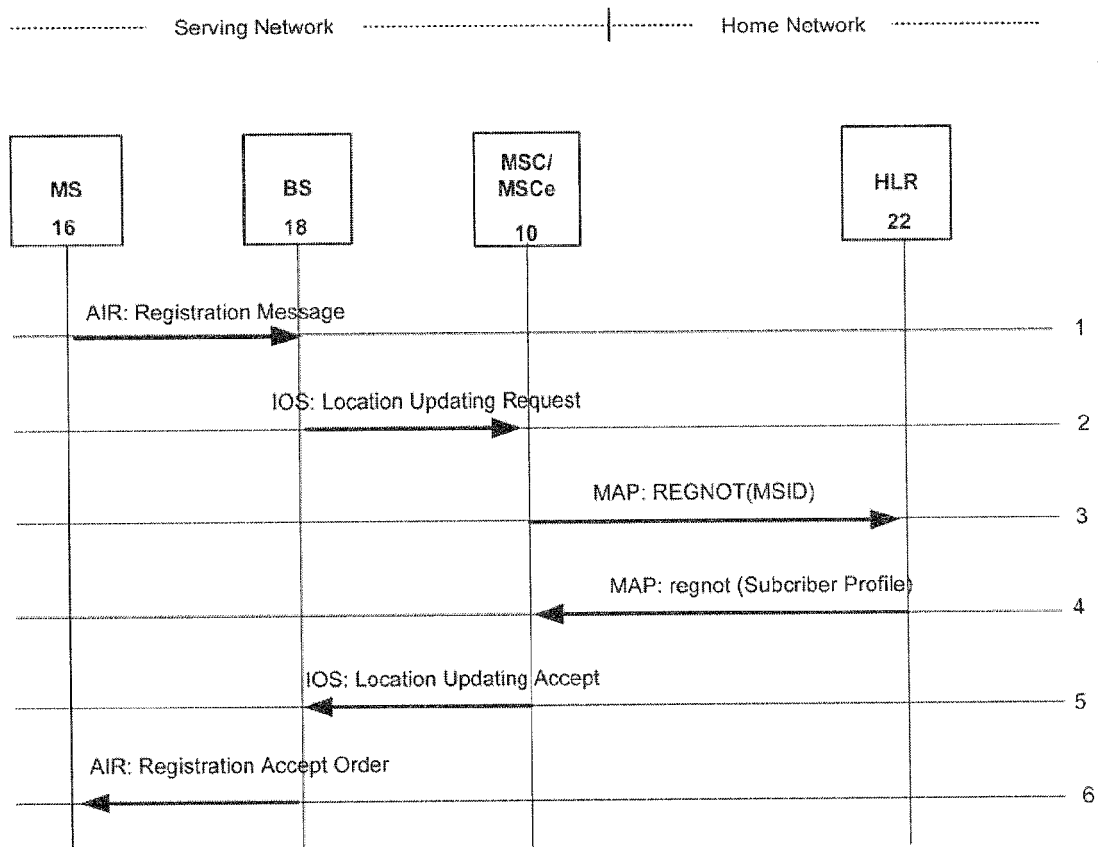 Serving Network
Home Network
MS
16
BS
18
MSC/
MSCe
10
HLR
22
AIR: Registration Message
1
IOS: Location Updating Request
2
MAP: REGNOT(MSID)
3
MAP: regnot (Subcriber Profile)
4
IOS: Location Updating Accept
5
AIR: Registration Accept Order
6